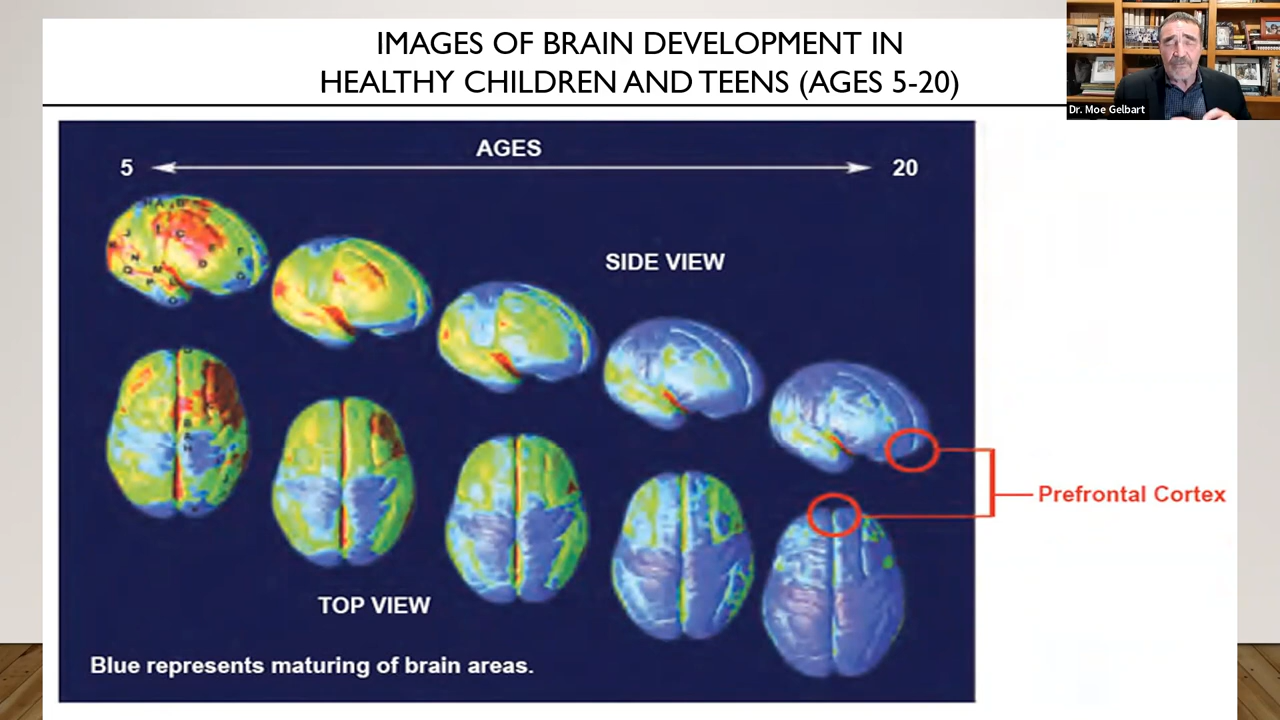 IMAGES OF BRAIN DEVELOPMENT IN
HEALTHY CHILDREN AND TEENS (AGES 5-20)
Dr. Moe Gelbart
AGES
5
20
SIDE VIEW
Prefrontal Cortex
TOP VIEW
Blue represents maturing of brain areas.